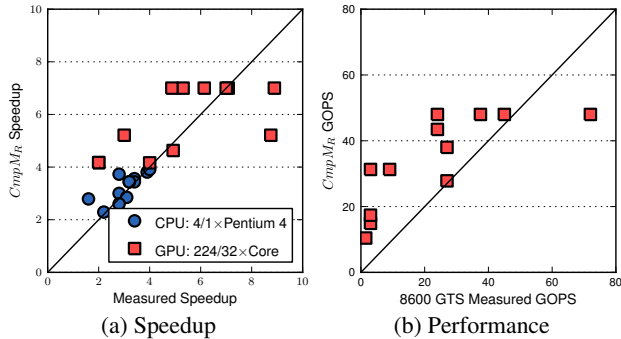 10
8
6
4
2
0
0 2 4 6 8 10
CmpM_R Speedup
Measured Speedup
CPU: 4/1×Pentium 4
GPU: 224/32×Core
(a) Speedup
80
60
40
20
0
0 20 40 60 80
CmpM_R GOPS
8600 GTS Measured GOPS
(b) Performance